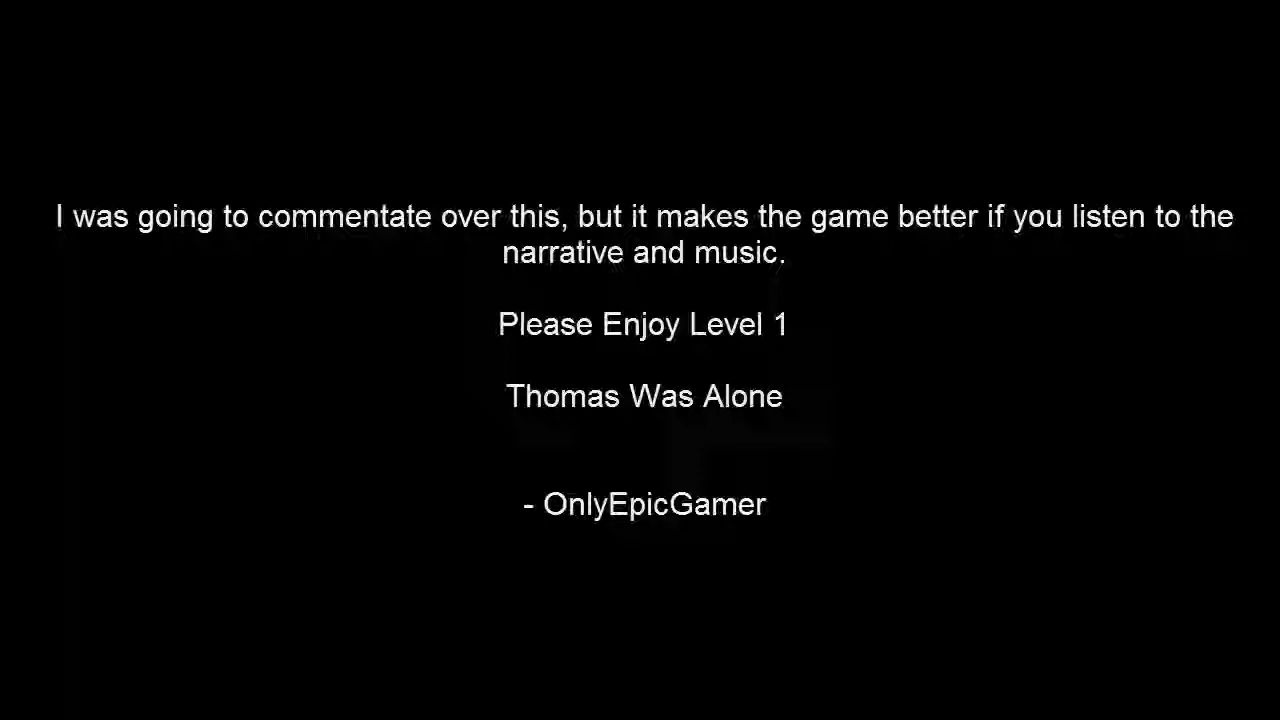 I was going to commentate over this, but it makes the game better if you listen to the
narrative and music.
Please Enjoy Level 1
Thomas Was Alone
- OnlyEpicGamer